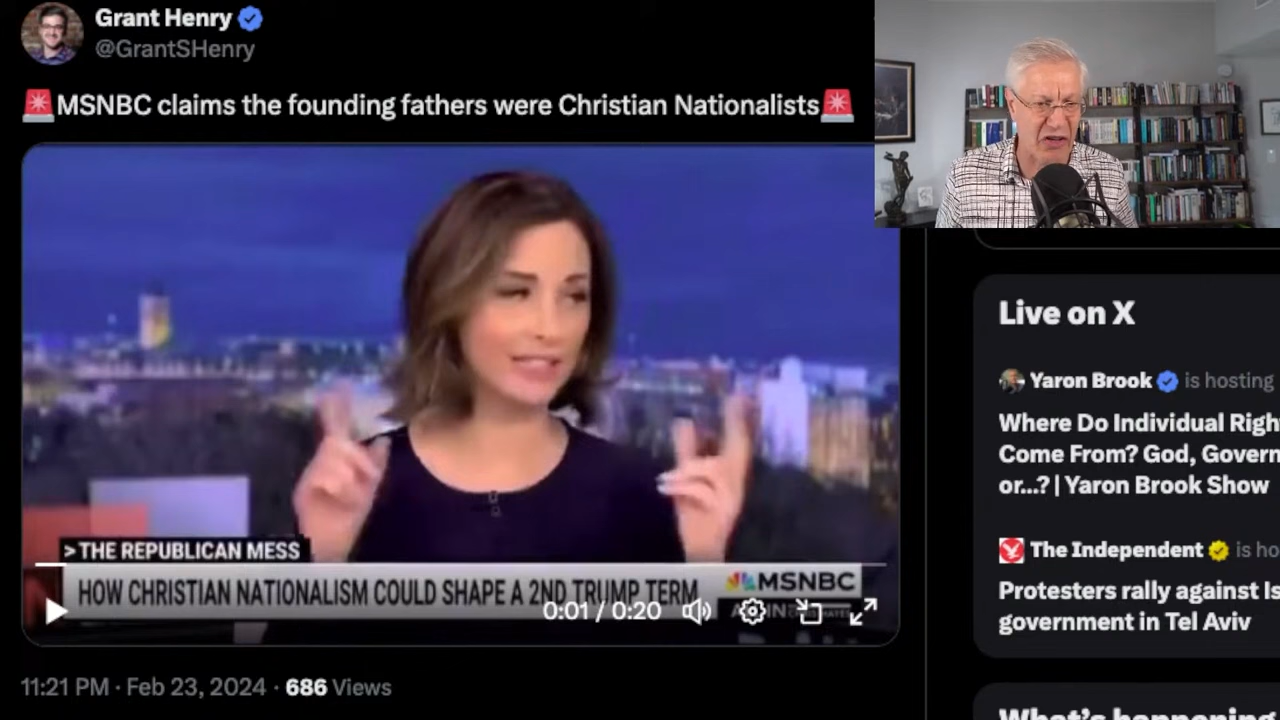 Grant Henry
@GrantSHenry
🚨MSNBC claims the founding fathers were Christian Nationalists🚨
> THE REPUBLICAN MESS
HOW CHRISTIAN NATIONALISM COULD SHAPE A 2ND TRUMP TERM
MSNBC
0:01 / 0:20
11:21 PM · Feb 23, 2024 · 686 Views
Live on X
Yaron Brook is hosting
Where Do Individual Righ
Come From? God, Govern
or...? | Yaron Brook Show
The Independent is ho
Protesters rally against Is
government in Tel Aviv
What's happening